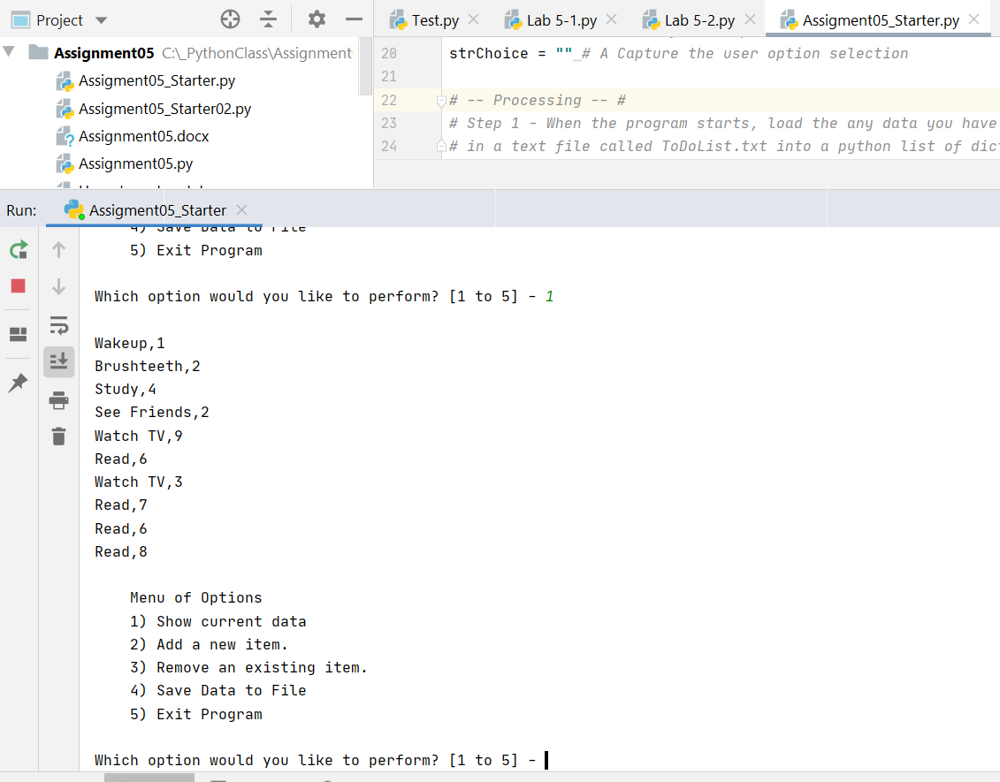 Project
Test.py
Lab 5-1.py
Lab 5-2.py
Assigment05_Starter.py
Assignment05 C:\_PythonClass\Assignment
Assigment05_Starter.py
Assigment05_Starter02.py
Assignment05.docx
Assignment05.py
20 strChoice = "" # A Capture the user option selection
21
22 # -- Processing -- #
23 # Step 1 - When the program starts, load the any data you have
24 # in a text file called ToDoList.txt into a python list of dict
Run: Assigment05_Starter
4) Save Data to File
5) Exit Program
Which option would you like to perform? [1 to 5] - 1
Wakeup,1
Brushteeth,2
Study,4
See Friends,2
Watch TV,9
Read,6
Watch TV,3
Read,7
Read,6
Read,8
Menu of Options
1) Show current data
2) Add a new item.
3) Remove an existing item.
4) Save Data to File
5) Exit Program
Which option would you like to perform? [1 to 5] -